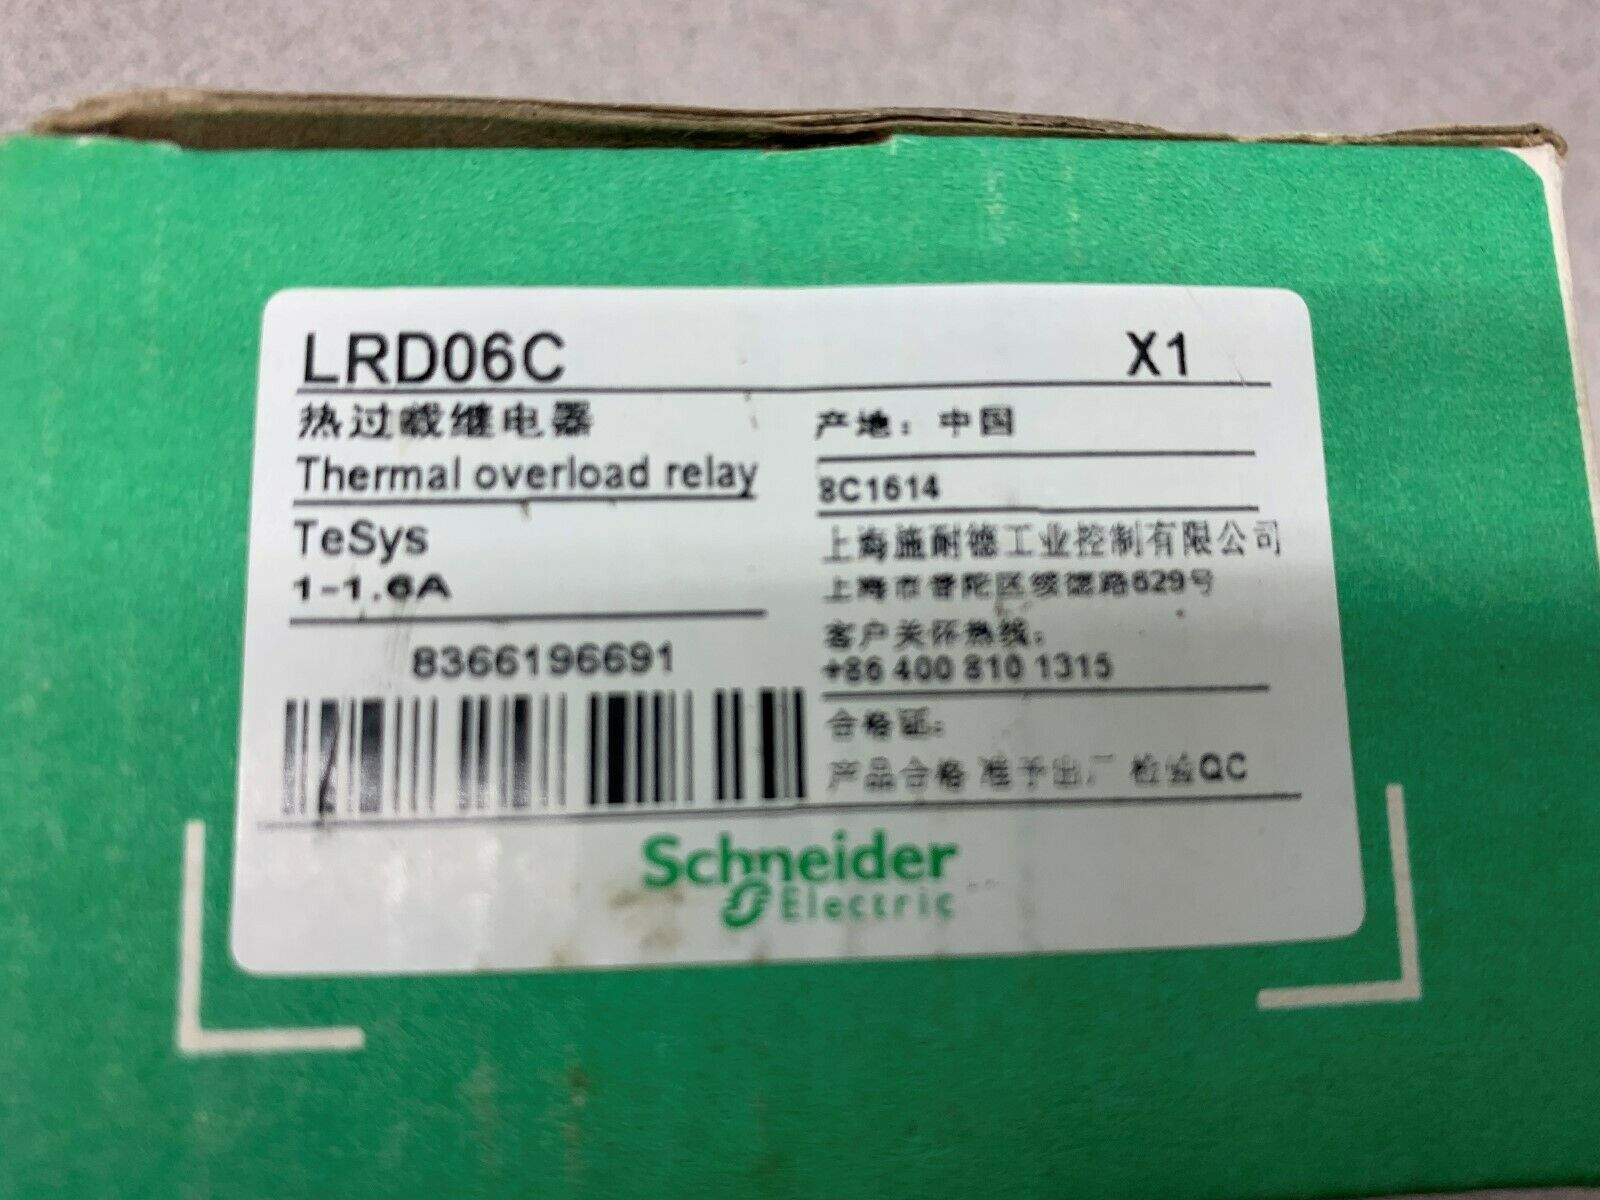 LRD06C X1
热过载继电器
Thermal overload relay
TeSys
1-1.6A
8366196691
产地：中国
8C1614
上海施耐德工业控制有限公司
上海市普陀区绥德路629号
客户关怀热线：
+86 400 810 1315
合格证：
产品合格 准予出厂 检验QC
Schneider
Electric